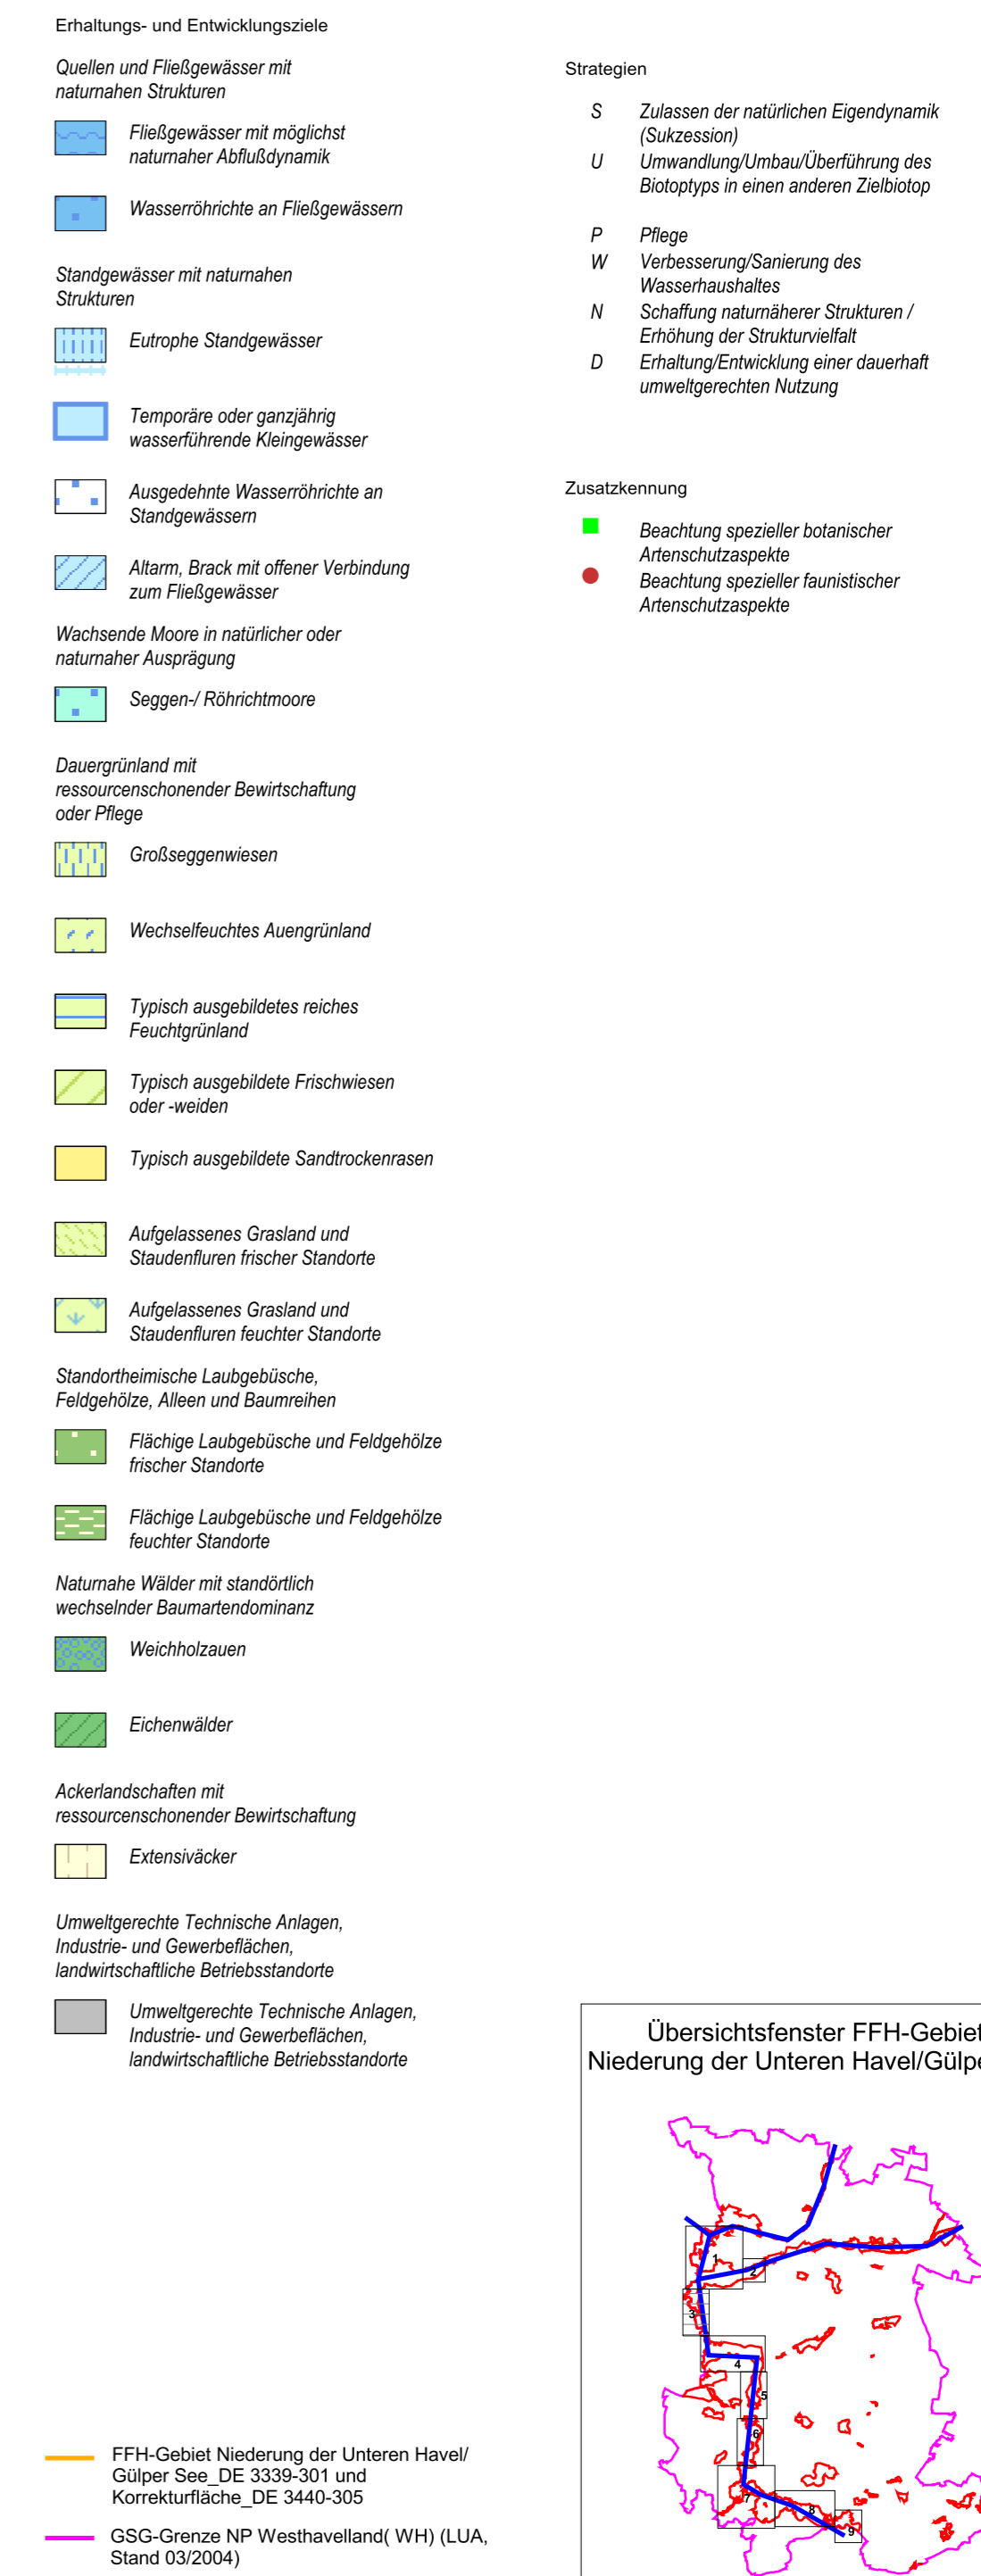 Erhaltungs- und Entwicklungsziele
Quellen und Fließgewässer mit
naturnahen Strukturen
Fließgewässer mit möglichst
naturnaher Abflußdynamik
Wasserröhrichte an Fließgewässern
Standgewässer mit naturnahen
Strukturen
Eutrophe Standgewässer
Temporäre oder ganzjährig
wasserführende Kleingewässer
Ausgedehnte Wasserröhrichte an
Standgewässern
Altarm, Brack mit offener Verbindung
zum Fließgewässer
Wachsende Moore in natürlicher oder
naturnaher Ausprägung
Seggen-/ Röhrichtmoore
Dauergrünland mit
ressourcenschonender Bewirtschaftung
oder Pflege
Großseggenwiesen
Wechselfeuchtes Auengrünland
Typisch ausgebildetes reiches
Feuchtgrünland
Typisch ausgebildete Frischwiesen
oder -weiden
Typisch ausgebildete Sandtrockenrasen
Aufgelassenes Grasland und
Staudenfluren frischer Standorte
Aufgelassenes Grasland und
Staudenfluren feuchter Standorte
Standortheimische Laubgebüsche,
Feldgehölze, Alleen und Baumreihen
Flächige Laubgebüsche und Feldgehölze
frischer Standorte
Flächige Laubgebüsche und Feldgehölze
feuchter Standorte
Naturnahe Wälder mit standörtlich
wechselnder Baumartendominanz
Weichholzauen
Eichenwälder
Ackerlandschaften mit
ressourcenschonender Bewirtschaftung
Extensiväcker
Umweltgerechte Technische Anlagen,
Industrie- und Gewerbeflächen,
landwirtschaftliche Betriebsstandorte
Umweltgerechte Technische Anlagen,
Industrie- und Gewerbeflächen,
landwirtschaftliche Betriebsstandorte
FFH-Gebiet Niederung der Unteren Havel/
Gülper See_DE 3339-301 und
Korrekturfläche_DE 3440-305
GSG-Grenze NP Westhavelland( WH) (LUA,
Stand 03/2004)
Strategien
S Zulassen der natürlichen Eigendynamik
(Sukzession)
U Umwandlung/Umbau/Überführung des
Biotoptyps in einen anderen Zielbiotop
P Pflege
W Verbesserung/Sanierung des
Wasserhaushaltes
N Schaffung naturnäherer Strukturen /
Erhöhung der Strukturvielfalt
D Erhaltung/Entwicklung einer dauerhaft
umweltgerechten Nutzung
Zusatzkennung
Beachtung spezieller botanischer
Artenschutzaspekte
Beachtung spezieller faunistischer
Artenschutzaspekte
Übersichtsfenster FFH-Gebiet
Niederung der Unteren Havel/Gülpe
1
2
3
4
5
6
7
8
9